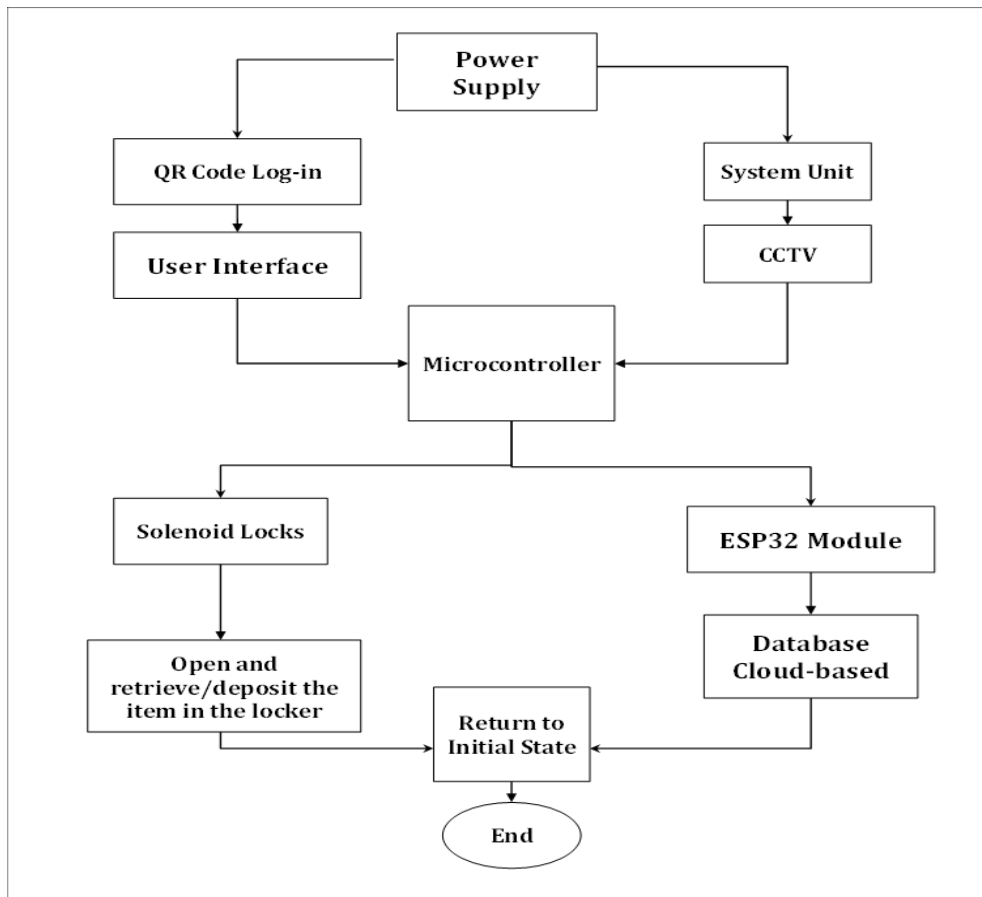 Power
Supply
QR Code Log-in
System Unit
User Interface
CCTV
Microcontroller
Solenoid Locks
ESP32 Module
Open and
retrieve/deposit the
item in the locker
Database
Cloud-based
Return to
Initial State
End